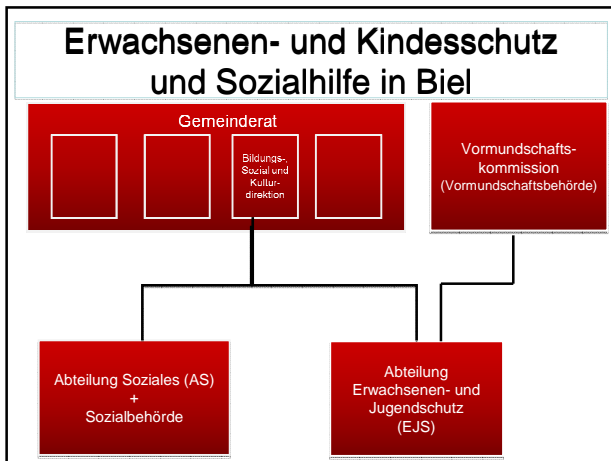 Erwachsenen- und Kindesschutz
und Sozialhilfe in Biel
Gemeinderat
Bildungs-,
Sozial und
Kultur-
direktion
Vormundschafts-
kommission
(Vormundschaftsbehörde)
Abteilung Soziales (AS)
+
Sozialbehörde
Abteilung
Erwachsenen- und
Jugendschutz
(EJS)